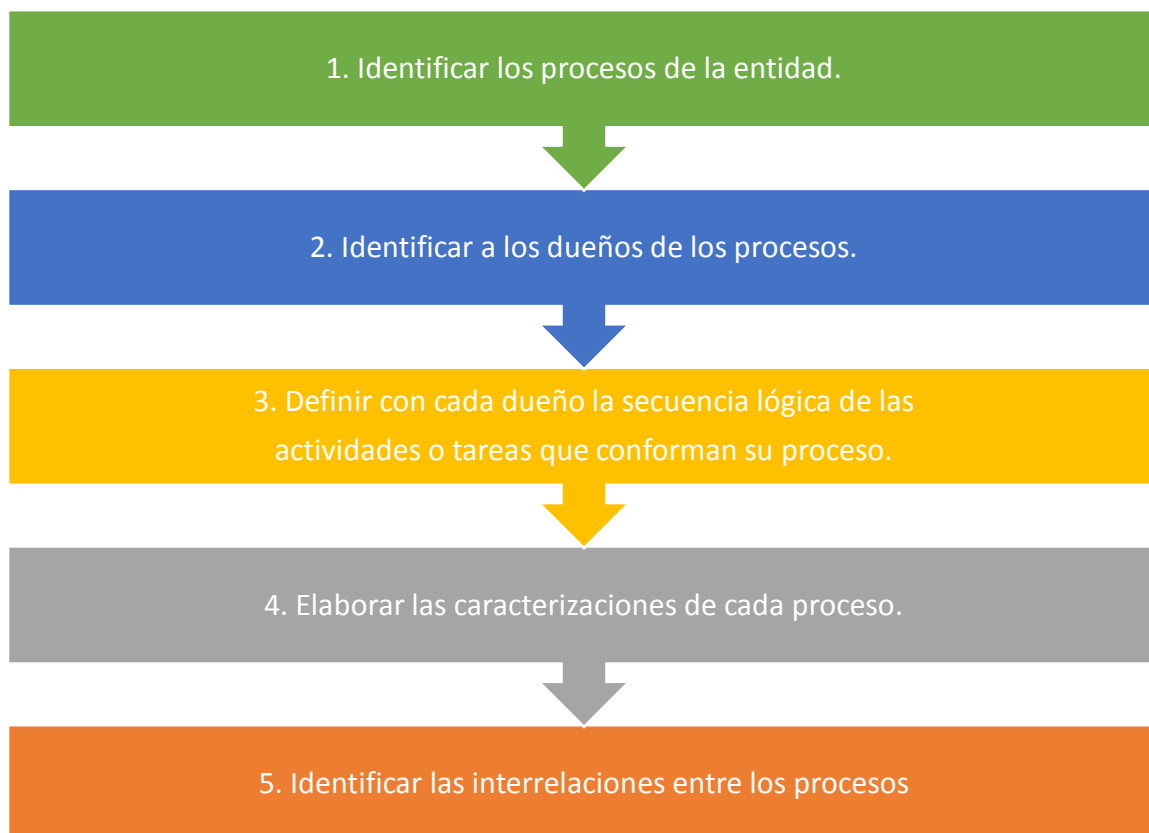 1. Identificar los procesos de la entidad.
2. Identificar a los dueños de los procesos.
3. Definir con cada dueño la secuencia lógica de las
actividades o tareas que conforman su proceso.
4. Elaborar las caracterizaciones de cada proceso.
5. Identificar las interrelaciones entre los procesos